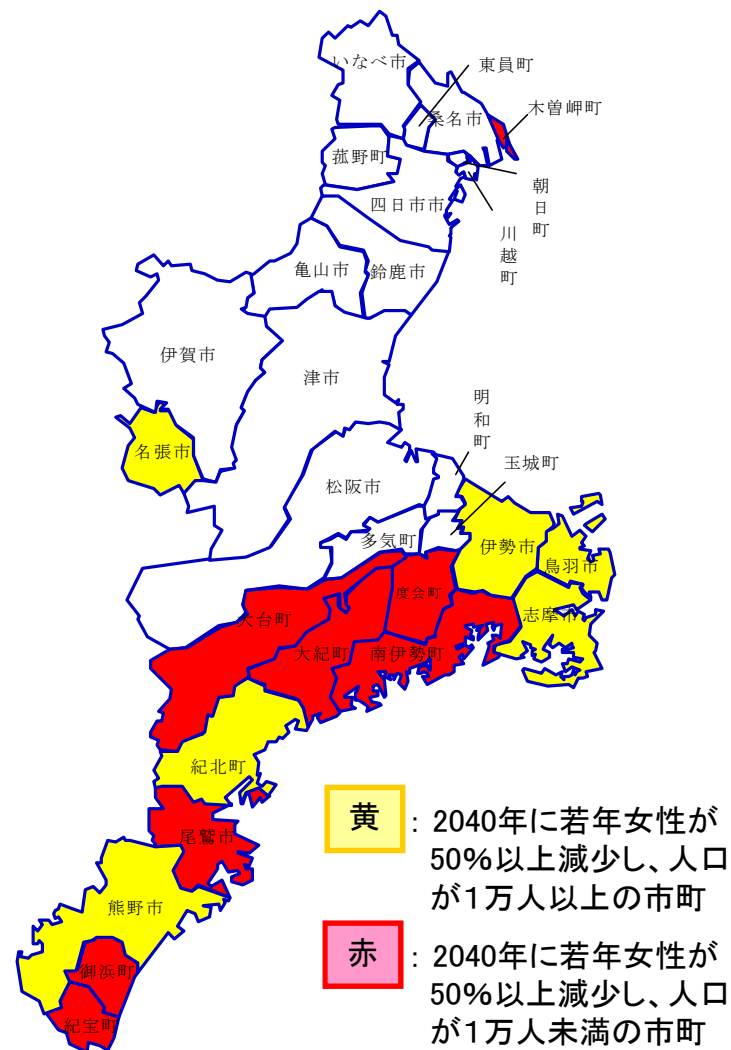 いなべ市
東員町
桑名市
木曽岬町
菰野町
朝日町
四日市市
川越町
亀山市
鈴鹿市
伊賀市
津市
明和町
名張市
玉城町
松阪市
多気町
伊勢市
鳥羽市
度会町
志摩市
大台町
大紀町
南伊勢町
紀北町
尾鷲市
熊野市
御浜町
紀宝町
黄 : 2040年に若年女性が
50%以上減少し、人口
が1万人以上の市町
赤 : 2040年に若年女性が
50%以上減少し、人口
が1万人未満の市町